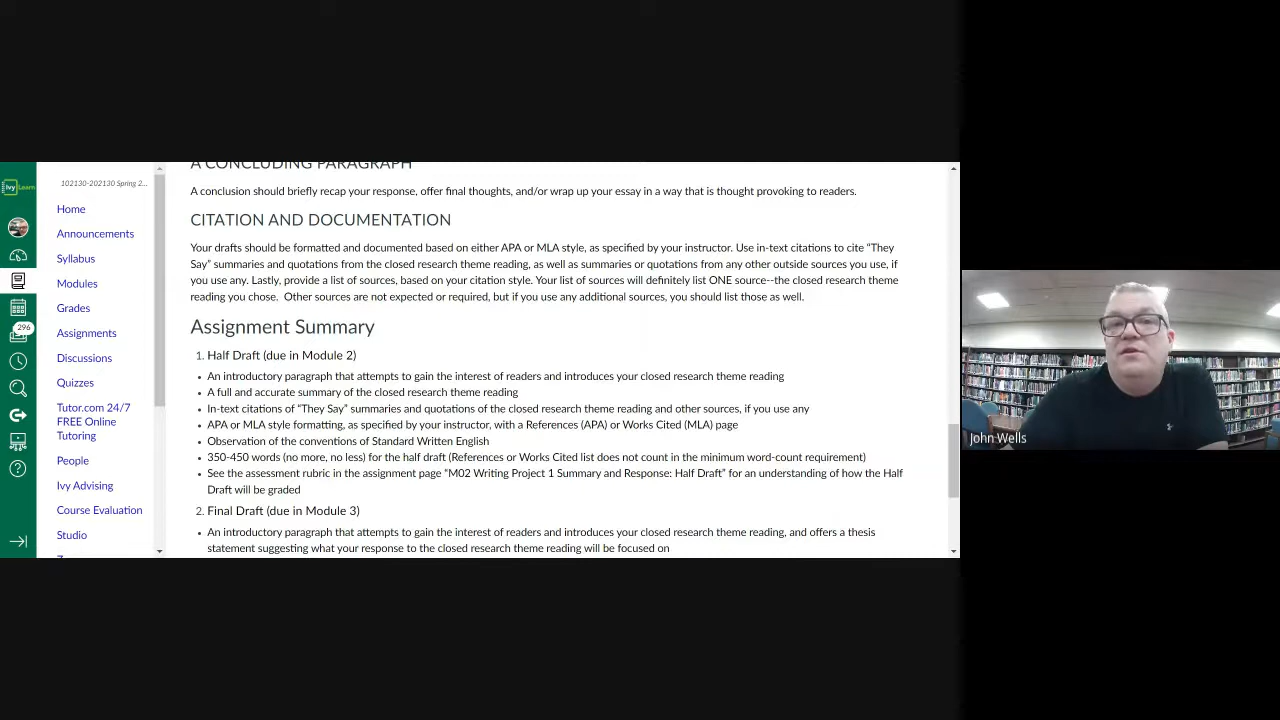 A CONCLUDING PARAGRAPH
Ivy Learn
102130-202130 Spring 2...
A conclusion should briefly recap your response, offer final thoughts, and/or wrap up your essay in a way that is thought provoking to readers.
Home
CITATION AND DOCUMENTATION
Announcements
Your drafts should be formatted and documented based on either APA or MLA style, as specified by your instructor. Use in-text citations to cite “They
Syllabus
Say” summaries and quotations from the closed research theme reading, as well as summaries or quotations from any other outside sources you use, if
Modules
you use any. Lastly, provide a list of sources, based on your citation style. Your list of sources will definitely list ONE source--the closed research theme
reading you chose. Other sources are not expected or required, but if you use any additional sources, you should list those as well.
Grades
296
Assignment Summary
Assignments
1. Half Draft (due in Module 2)
Discussions
• An introductory paragraph that attempts to gain the interest of readers and introduces your closed research theme reading
Quizzes
• A full and accurate summary of the closed research theme reading
Tutor.com 24/7
• In-text citations of “They Say” summaries and quotations of the closed research theme reading and other sources, if you use any
FREE Online
• APA or MLA style formatting, as specified by your instructor, with a References (APA) or Works Cited (MLA) page
Tutoring
• Observation of the conventions of Standard Written English
• 350-450 words (no more, no less) for the half draft (References or Works Cited list does not count in the minimum word-count requirement)
People
• See the assessment rubric in the assignment page “M02 Writing Project 1 Summary and Response: Half Draft” for an understanding of how the Half
Ivy Advising
Draft will be graded
Course Evaluation
2. Final Draft (due in Module 3)
Studio
• An introductory paragraph that attempts to gain the interest of readers and introduces your closed research theme reading, and offers a thesis
statement suggesting what your response to the closed research theme reading will be focused on
John Wells